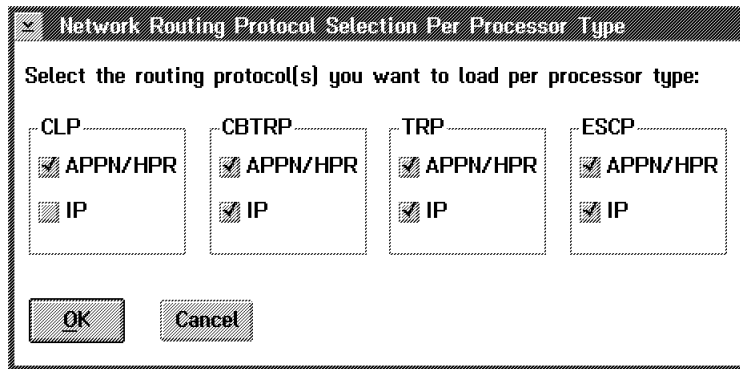 Network Routing Protocol Selection Per Processor Type
Select the routing protocol(s) you want to load per processor type:
CLP CBTRP TRP ESCP
APPN/HPR APPN/HPR APPN/HPR APPN/HPR
IP IP IP IP
OK Cancel